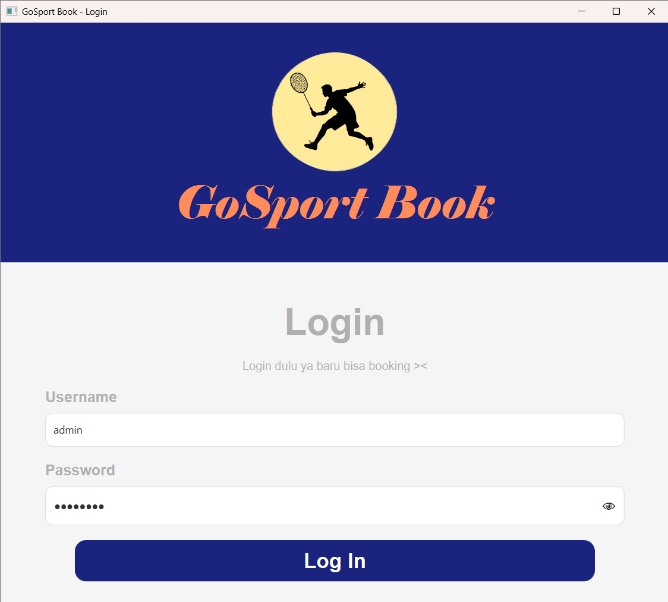 GoSport Book - Login
GoSport Book
Login
Login dulu ya baru bisa booking ><
Username
admin
Password
••••••••
Log In